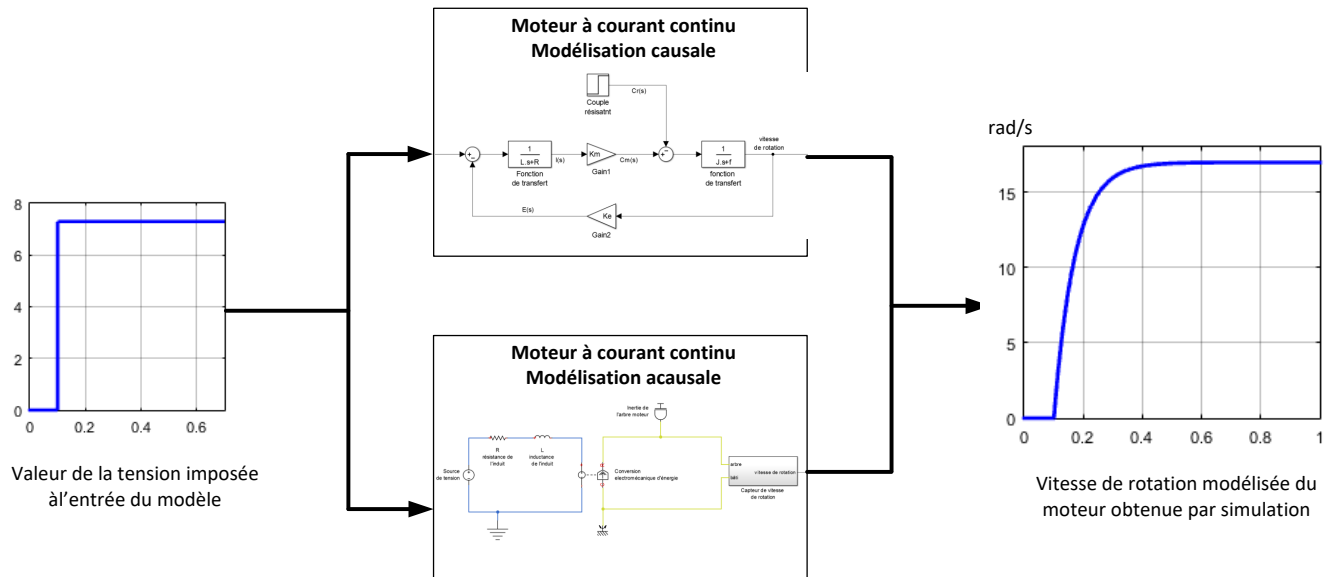 Moteur à courant continu
Modélisation causale
Cr(s)
Couple
résisatnt
vitesse
de rotation
1
L.s+R
I(s)
Km
Cm(s)
1
J.s+f
Fonction
de transfert
Gain1
fonction
de transfert
E(s)
Ke
Gain2
8
6
4
2
0
0
0.2
0.4
0.6
Valeur de la tension imposée
àl'entrée du modèle
rad/s
15
10
5
0
0
0.2
0.4
0.6
0.8
1
Vitesse de rotation modélisée du
moteur obtenue par simulation
Moteur à courant continu
Modélisation acausale
Inertie de
l'arbre moteur
R
résistance de
l'induit
L
inductance
de l'induit
Source
de tension
Conversion
electromécanique d'énergie
arbre
vitesse de rotation
Capteur de vitesse
de rotation